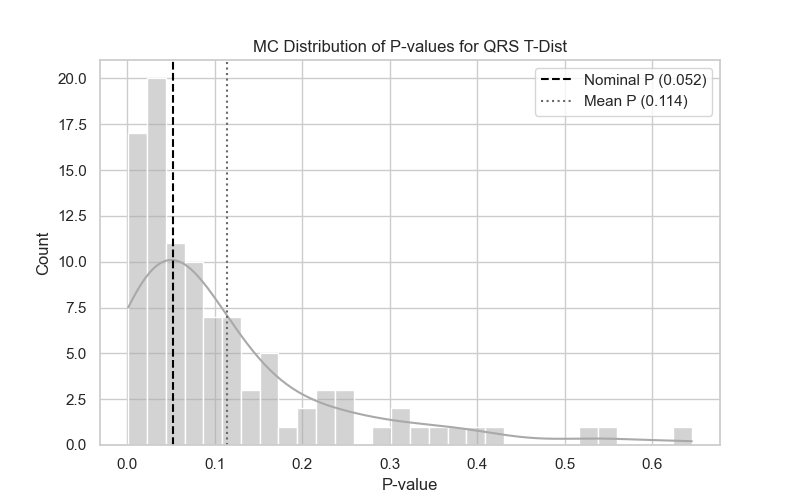 MC Distribution of P-values for QRS T-Dist
Nominal P (0.052)
Mean P (0.114)
20.0
17.5
15.0
12.5
10.0
7.5
5.0
2.5
0.0
Count
0.0 0.1 0.2 0.3 0.4 0.5 0.6
P-value